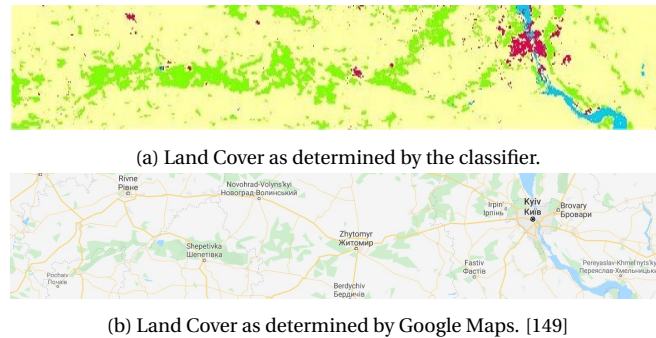 (a) Land Cover as determined by the classifier.
Rivne
Рівне
Novohrad-Volyns'kyi
Новоград-Волинський
Irpin'
Ірпінь
Kyiv
Київ
Brovary
Бровари
Zhytomyr
Житомир
Shepetivka
Шепетівка
Pochaiv
Почаїв
Fastiv
Фастів
Pereyaslav-Khmel'nyts'kyi
Переяслав-Хмельницький
Berdychiv
Бердичів
(b) Land Cover as determined by Google Maps. [149]